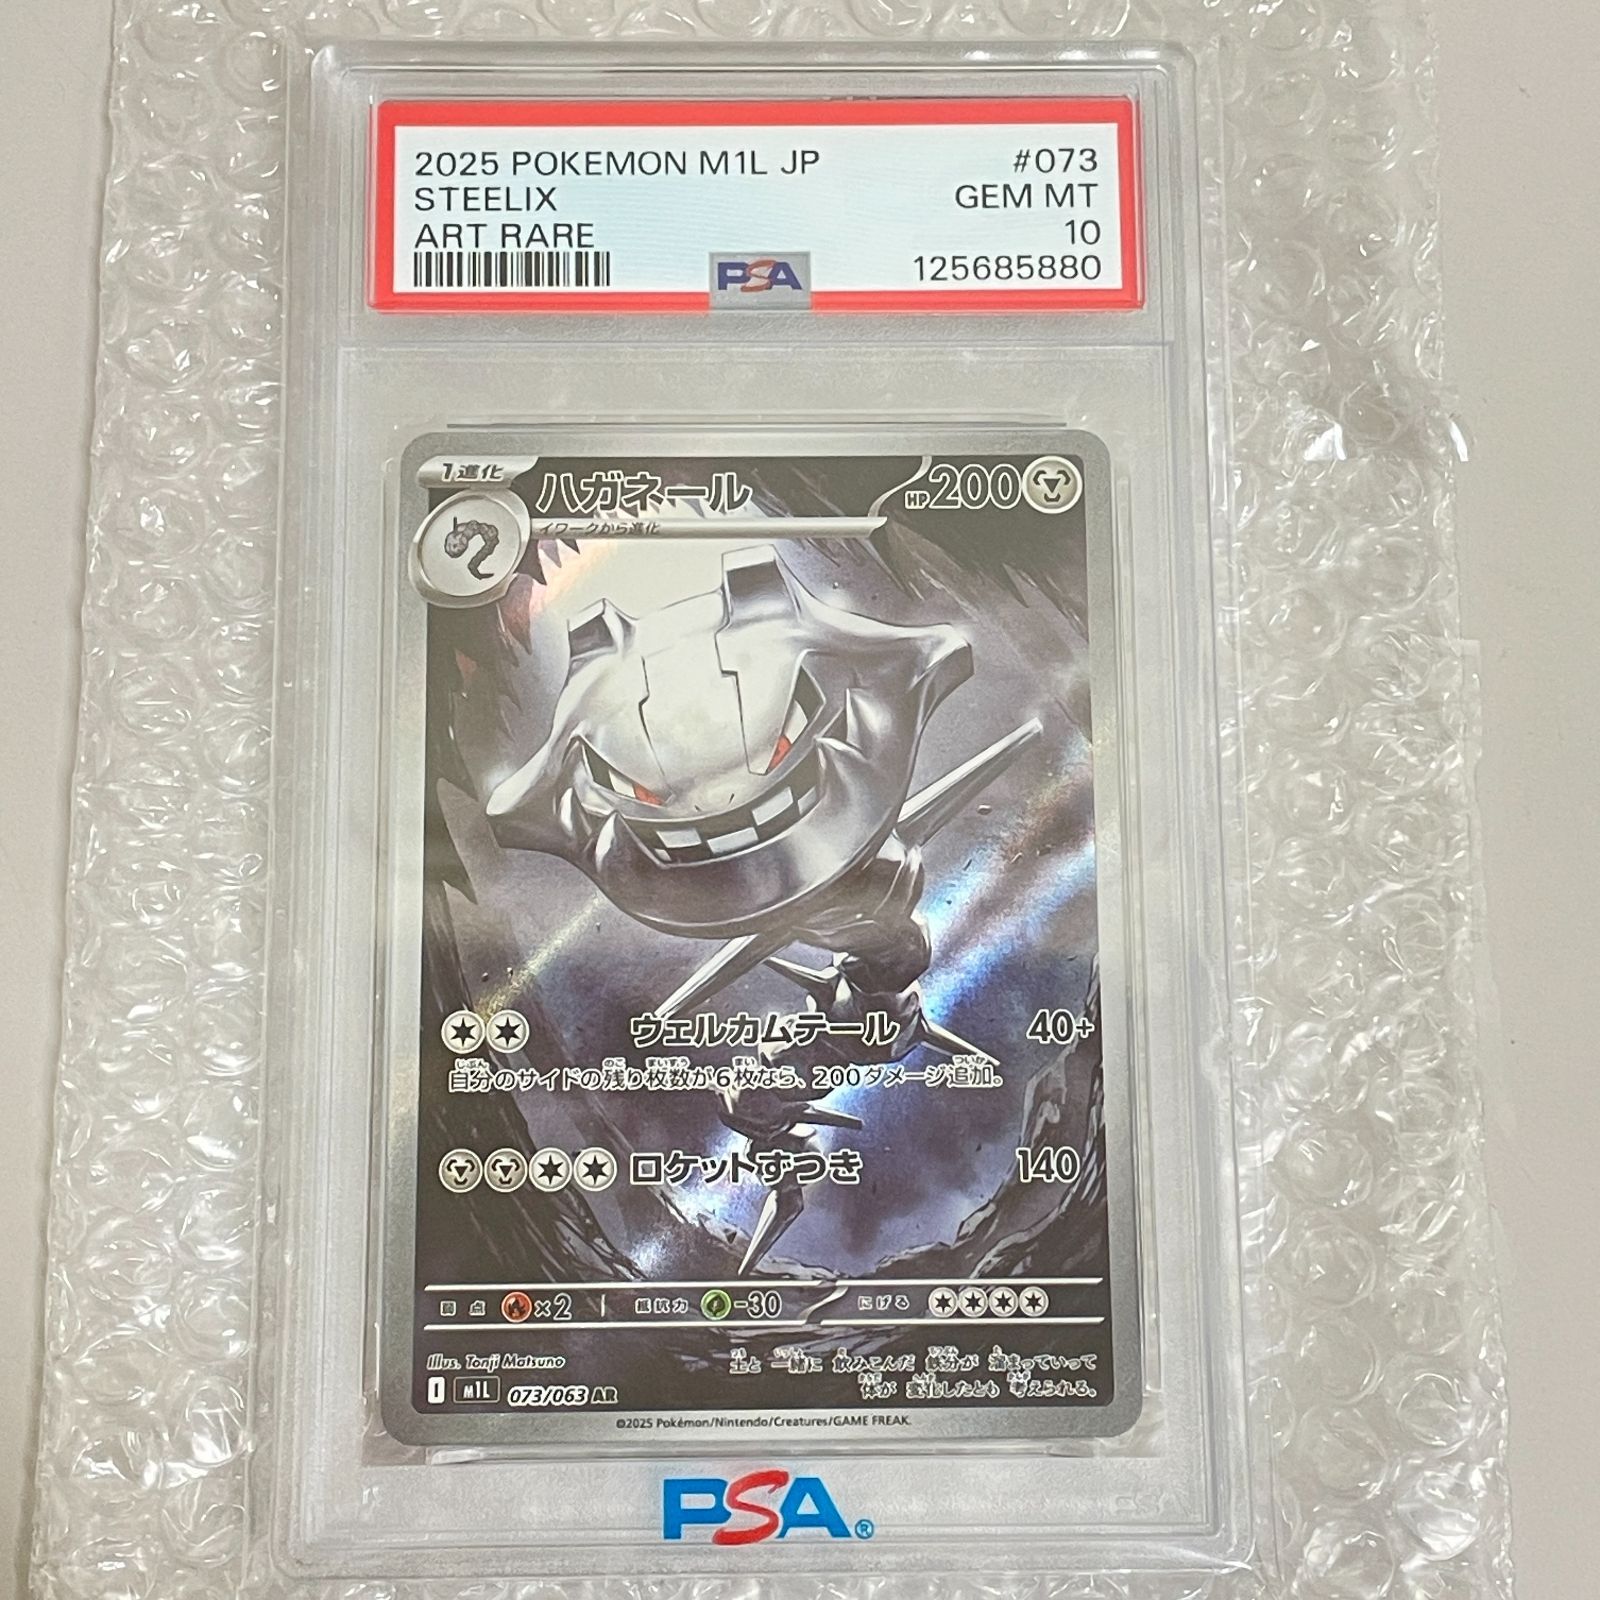 2025 POKEMON M1L JP #073
STEELIX GEM MT
ART RARE 10
PSA 125685880
1進化 ハガネール HP200
イワークから進化
ウェルカムテール 40+
自分のサイドの残り枚数が6枚なら、200ダメージ追加。
ロケットずつき 140
弱点 ×2 抵抗力 -30 にげる
Illus. Tonji Matsuno
土と一緒に飲みこんだ鉄分が溜まっていって
体が変化したとも考えられる。
I M1L 073/063 AR
©2025 Pokémon/Nintendo/Creatures/GAME FREAK.
PSA®